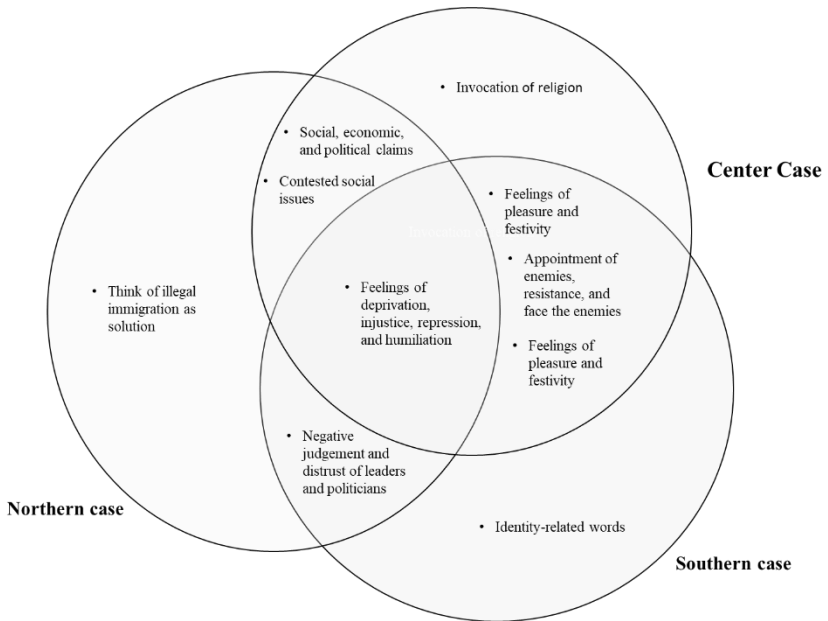 • Invocation of religion
• Social, economic,
and political claims
• Contested social
issues
Center Case
• Feelings of
pleasure and
festivity
• Appointment of
enemies,
resistance, and
face the enemies
• Feelings of
pleasure and
festivity
• Think of illegal
immigration as
solution
• Feelings of
deprivation,
injustice, repression,
and humiliation
• Negative
judgement and
distrust of leaders
and politicians
Northern case
• Identity-related words
Southern case